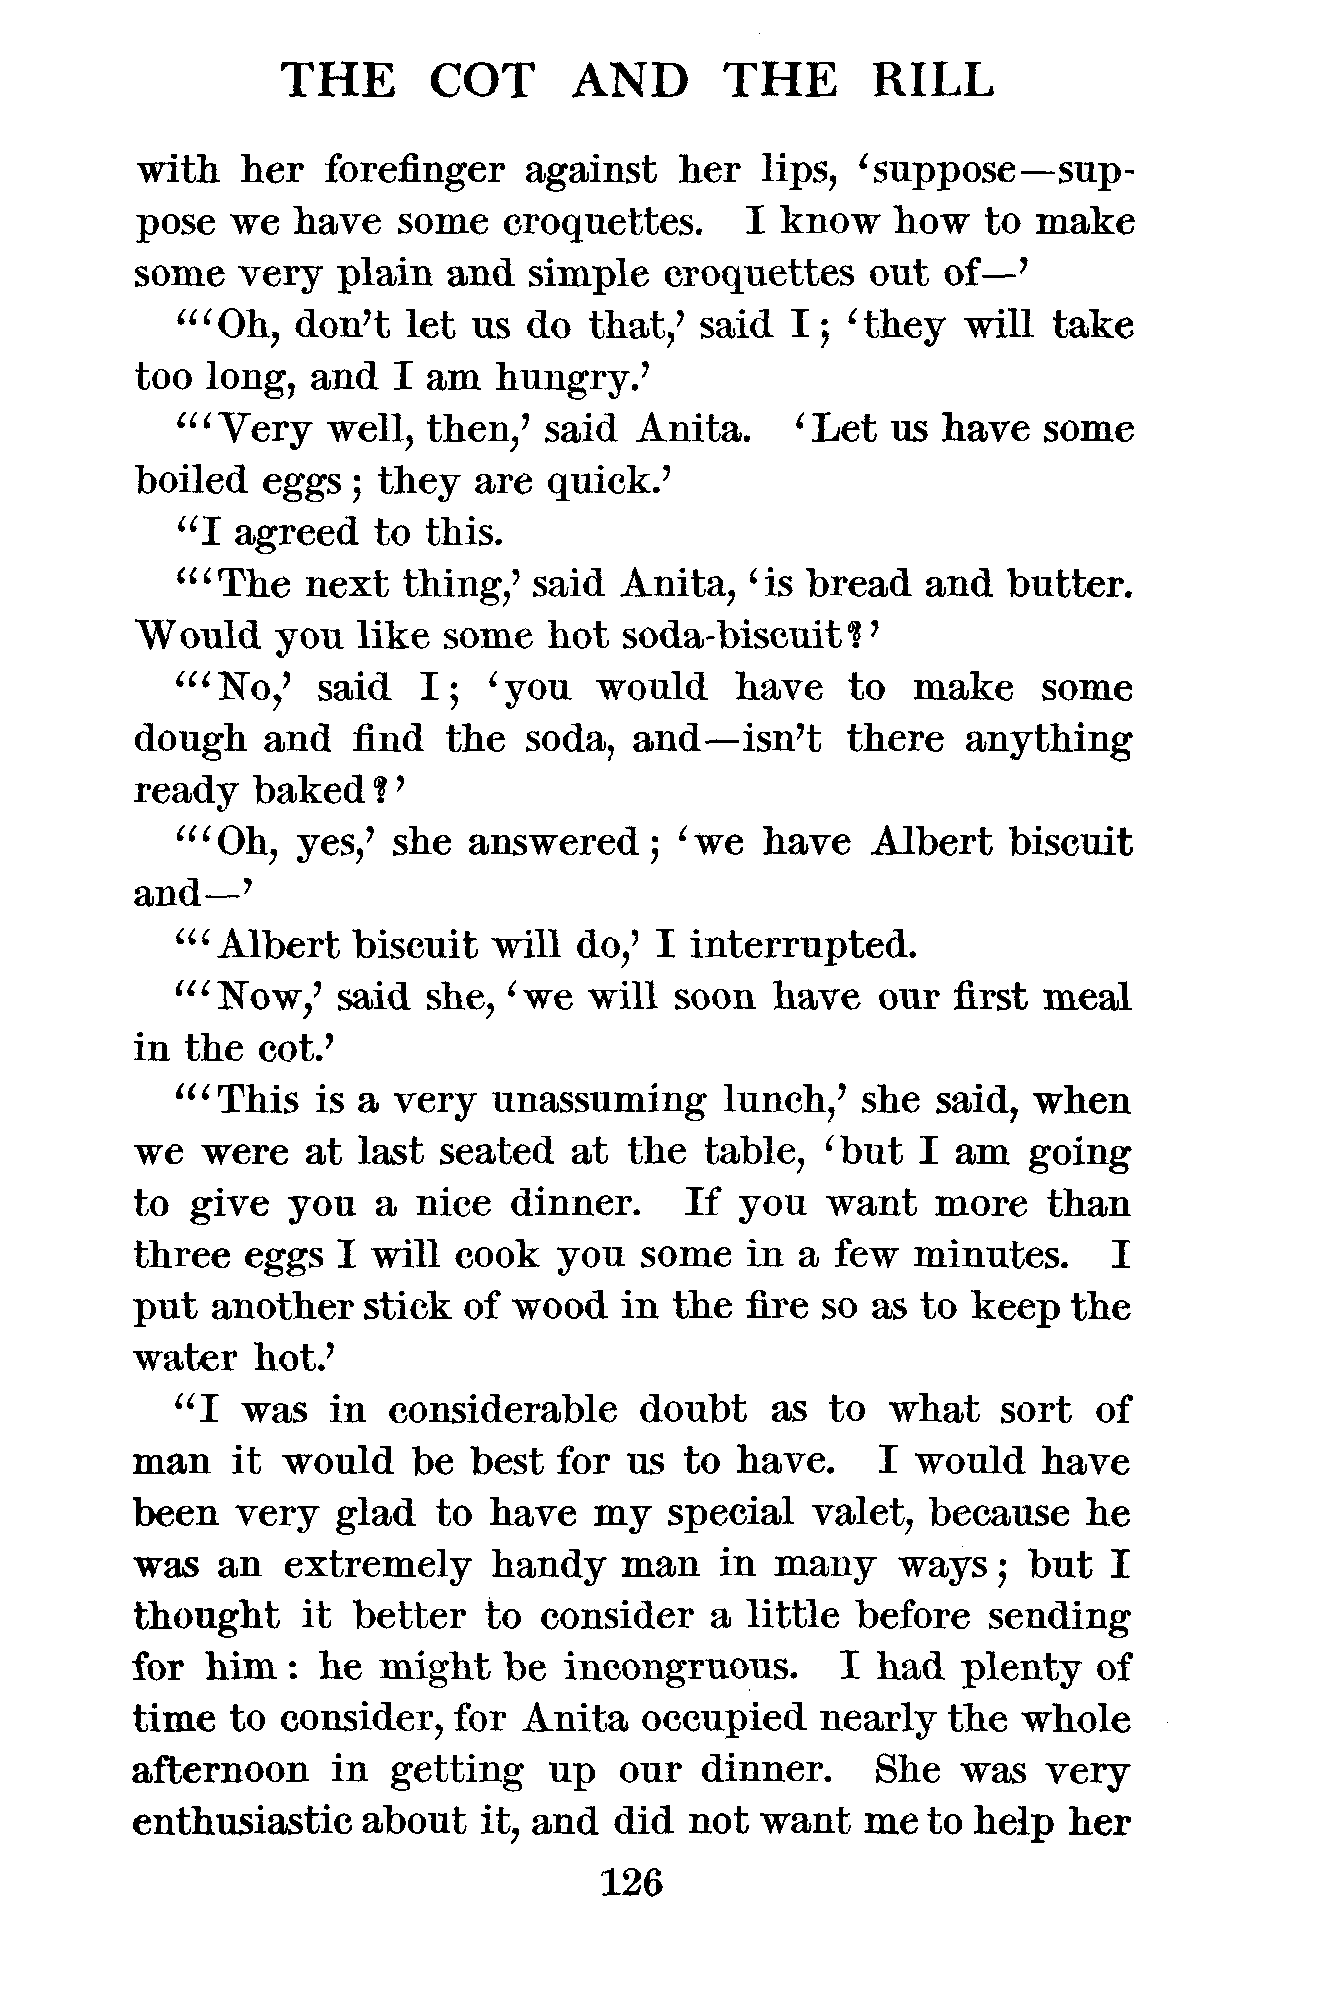 THE COT AND THE RILL
with her forefinger against her lips, ‘suppose—sup-
pose we have some croquettes. I know how to make
some very plain and simple croquettes out of—’
“‘Oh, don’t let us do that,’ said I; ‘they will take
too long, and I am hungry.’
“‘Very well, then,’ said Anita. ‘Let us have some
boiled eggs; they are quick.’
“I agreed to this.
“‘The next thing,’ said Anita, ‘is bread and butter.
Would you like some hot soda-biscuit?’
“‘No,’ said I; ‘you would have to make some
dough and find the soda, and—isn’t there anything
ready baked?’
“‘Oh, yes,’ she answered; ‘we have Albert biscuit
and—’
“‘Albert biscuit will do,’ I interrupted.
“‘Now,’ said she, ‘we will soon have our first meal
in the cot.’
“‘This is a very unassuming lunch,’ she said, when
we were at last seated at the table, ‘but I am going
to give you a nice dinner. If you want more than
three eggs I will cook you some in a few minutes. I
put another stick of wood in the fire so as to keep the
water hot.’
“I was in considerable doubt as to what sort of
man it would be best for us to have. I would have
been very glad to have my special valet, because he
was an extremely handy man in many ways; but I
thought it better to consider a little before sending
for him: he might be incongruous. I had plenty of
time to consider, for Anita occupied nearly the whole
afternoon in getting up our dinner. She was very
enthusiastic about it, and did not want me to help her
126